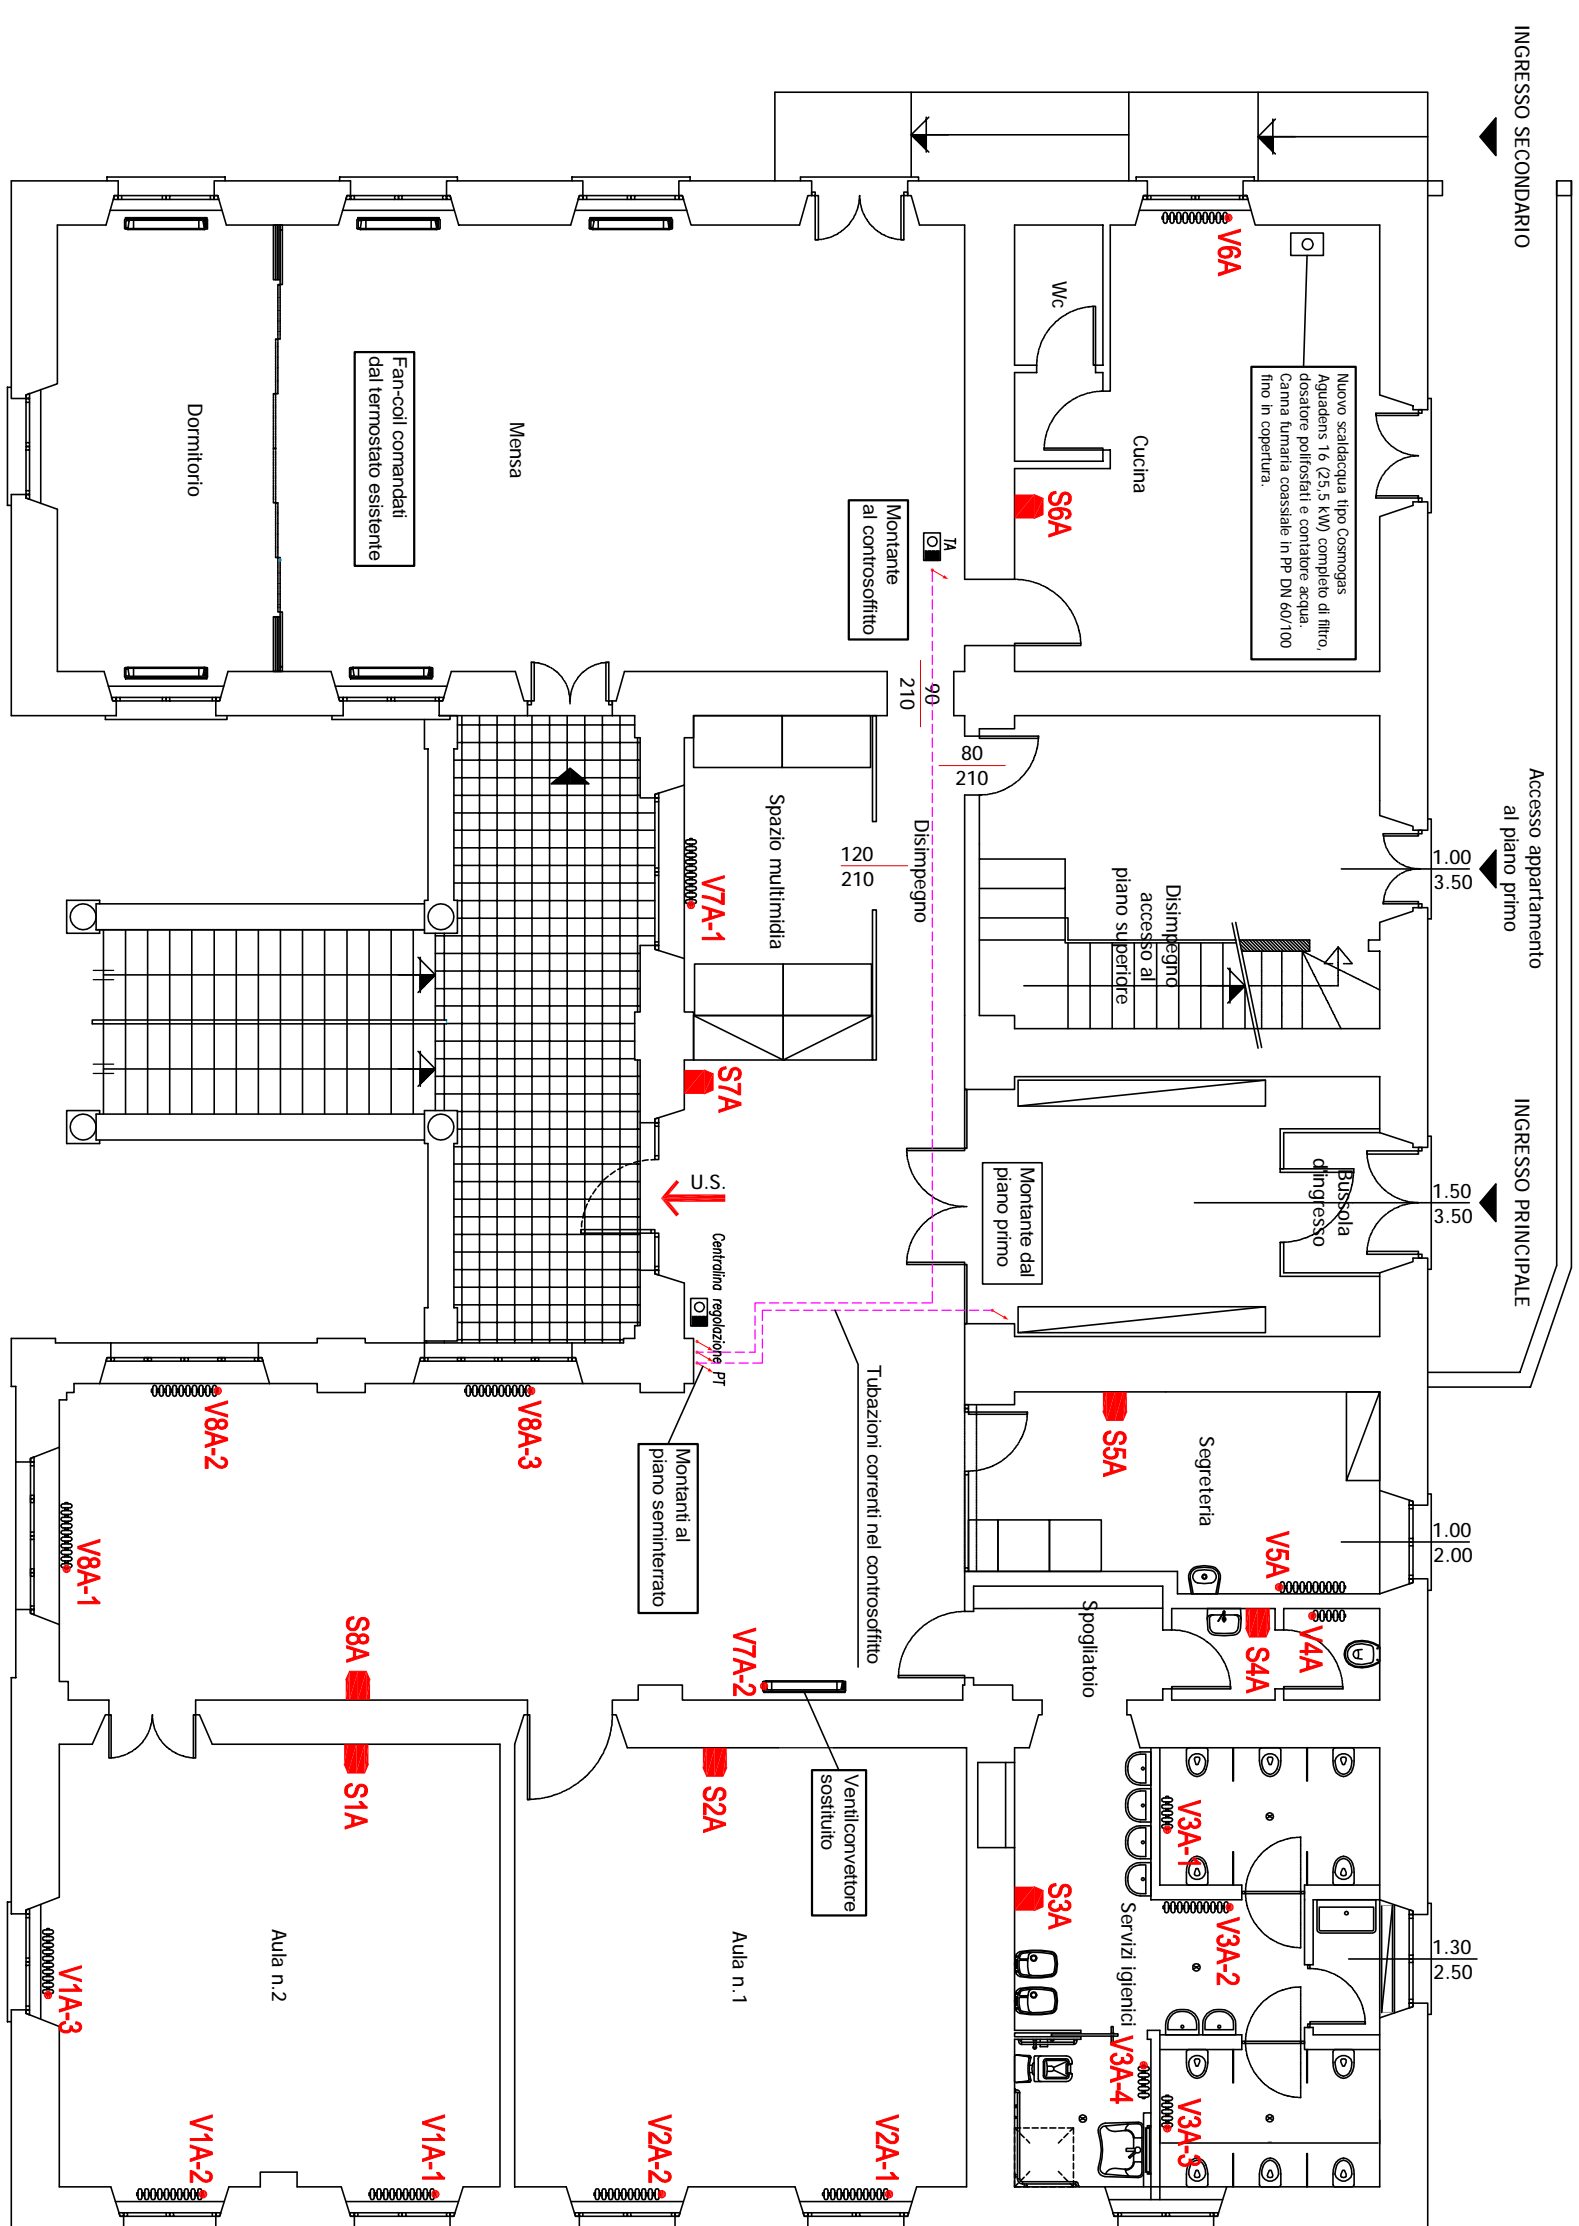 INGRESSO SECONDARIO
Accesso appartamento
al piano primo
INGRESSO PRINCIPALE
1.00
3.50
1.50
3.50
1.00
2.00
1.30
2.50
V6A
Nuovo scaldacqua tipo Cosmogas
Aguadens 16 (25,5 kW) completo di filtro,
dosatore polifosfati e contatore acqua.
Canna fumaria coassiale in PP DN 60/100
fino in copertura.
Wc
Cucina
S6A
Disimpegno
accesso al
piano superiore
Bussola
d'ingresso
Montante dal
piano primo
Segreteria
S5A
V5A
V4A
S4A
Spogliatoio
V3A-1
V3A-2
S3A
Servizi igienici
V3A-4
V3A-3
TA
Montante
al controsoffitto
90
210
80
210
Disimpegno
120
210
Mensa
Fan-coil comandati
dal termostato esistente
Dormitorio
Spazio multimidia
V7A-1
S7A
U.S.
Centralina regolazione PT
Tubazioni correnti nel controsoffitto
Montanti al
piano seminterrato
V7A-2
Ventilconvettore
sostituito
V8A-3
V8A-2
V8A-1
S8A
S1A
S2A
Aula n.1
Aula n.2
V1A-3
V1A-2
V1A-1
V2A-2
V2A-1